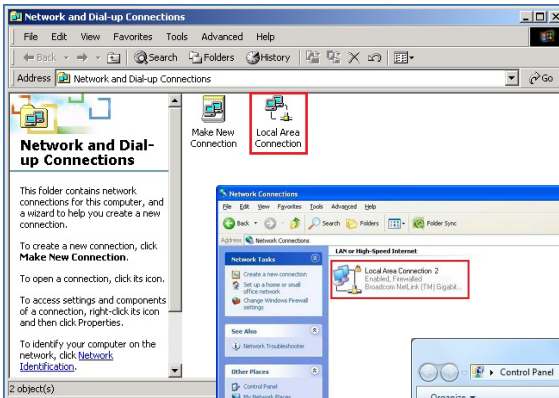 Network and Dial-up Connections
File Edit View Favorites Tools Advanced Help
Back Search Folders History
Address Network and Dial-up Connections Go
Network and Dial-
up Connections
This folder contains network
connections for this computer, and
a wizard to help you create a new
connection.
To create a new connection, click
Make New Connection.
To open a connection, click its icon.
To access settings and components
of a connection, right-click its icon
and then click Properties.
To identify your computer on the
network, click Network
Identification.
2 object(s)
Make New
Connection
Local Area
Connection
Network Connections
File Edit View Favorites Tools Advanced Help
Back Search Folders Folder Sync
Address Network Connections
Network Tasks
Create a new connection
Set up a home or small
office network
Change Windows Firewall
settings
See Also
Network Troubleshooter
Other Places
Control Panel
My Network Places
LAN or High-Speed Internet
Local Area Connection 2
Enabled, Firewalled
Broadcom NetLink (TM) Gigabit...
Control Panel
Organize